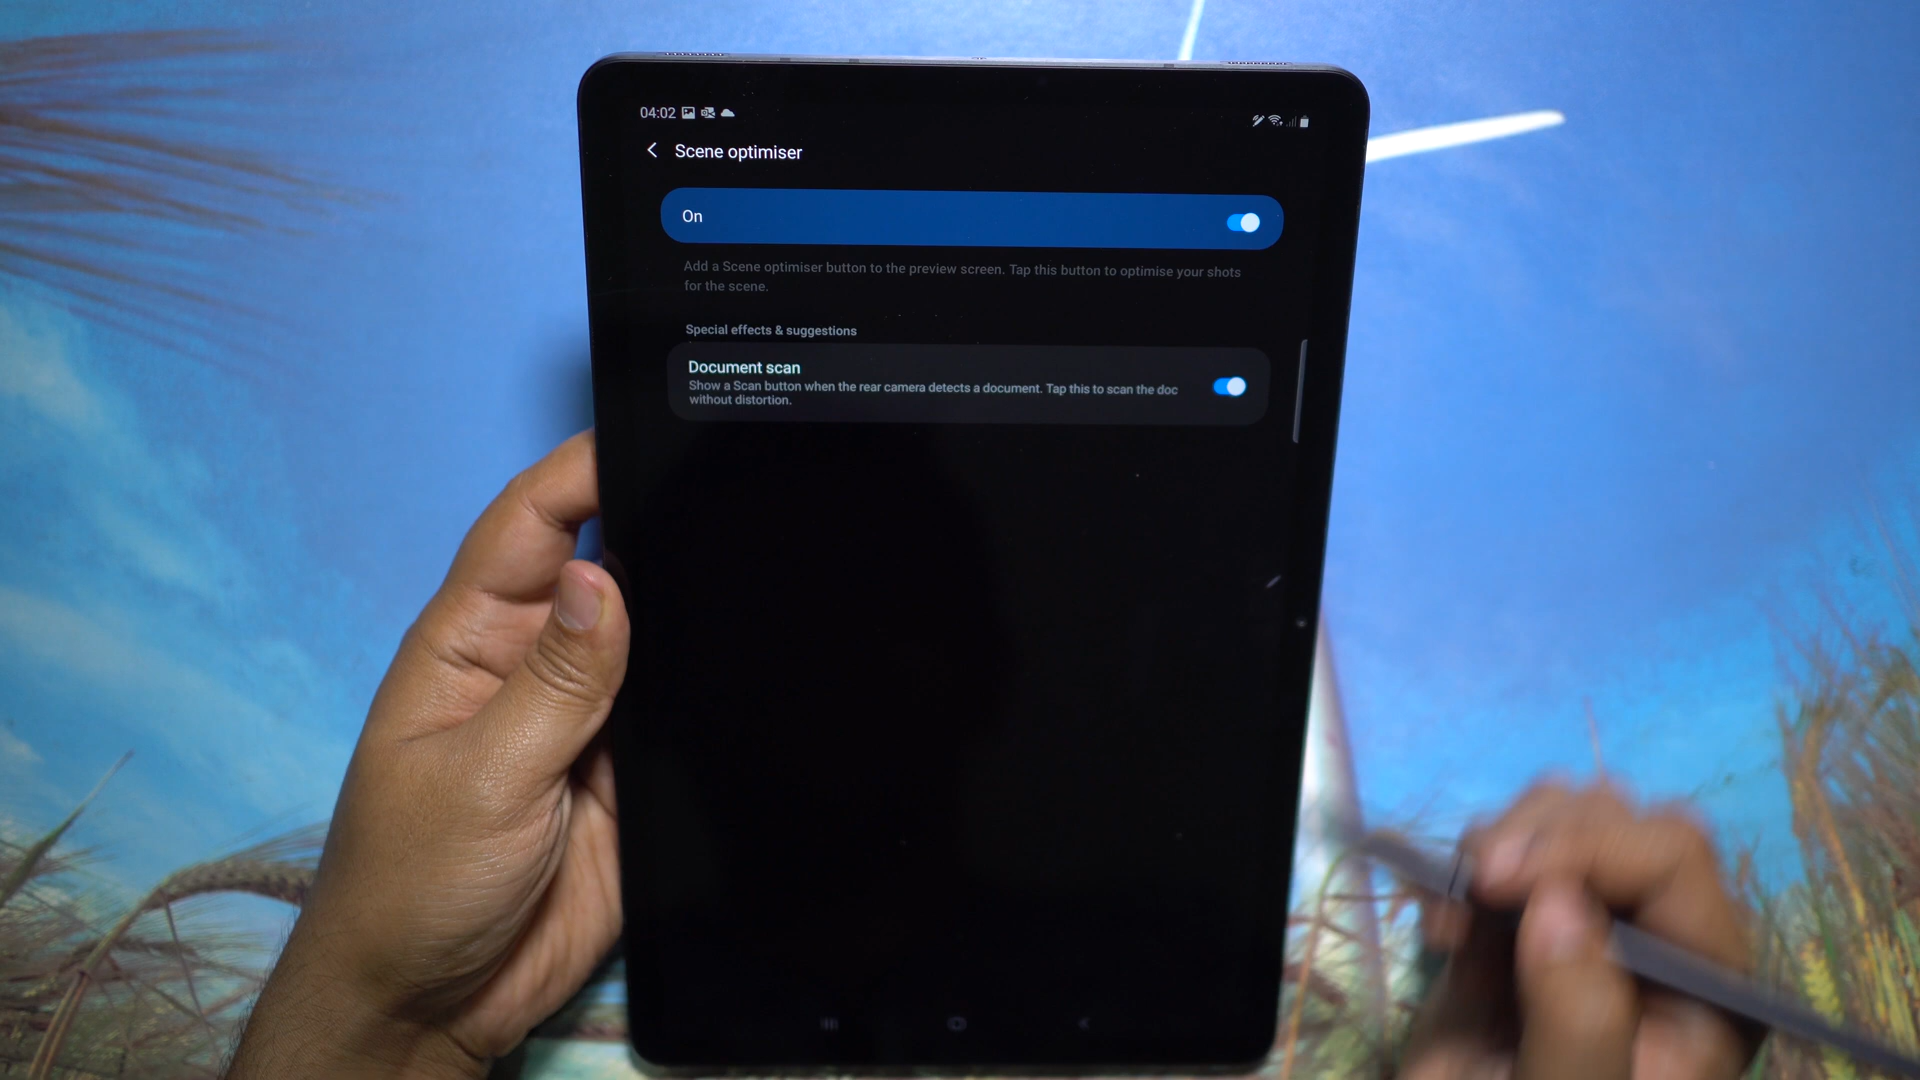 04:02
Scene optimiser
On
Add a Scene optimiser button to the preview screen. Tap this button to optimise your shots
for the scene.
Special effects & suggestions
Document scan
Show a Scan button when the rear camera detects a document. Tap this to scan the doc
without distortion.